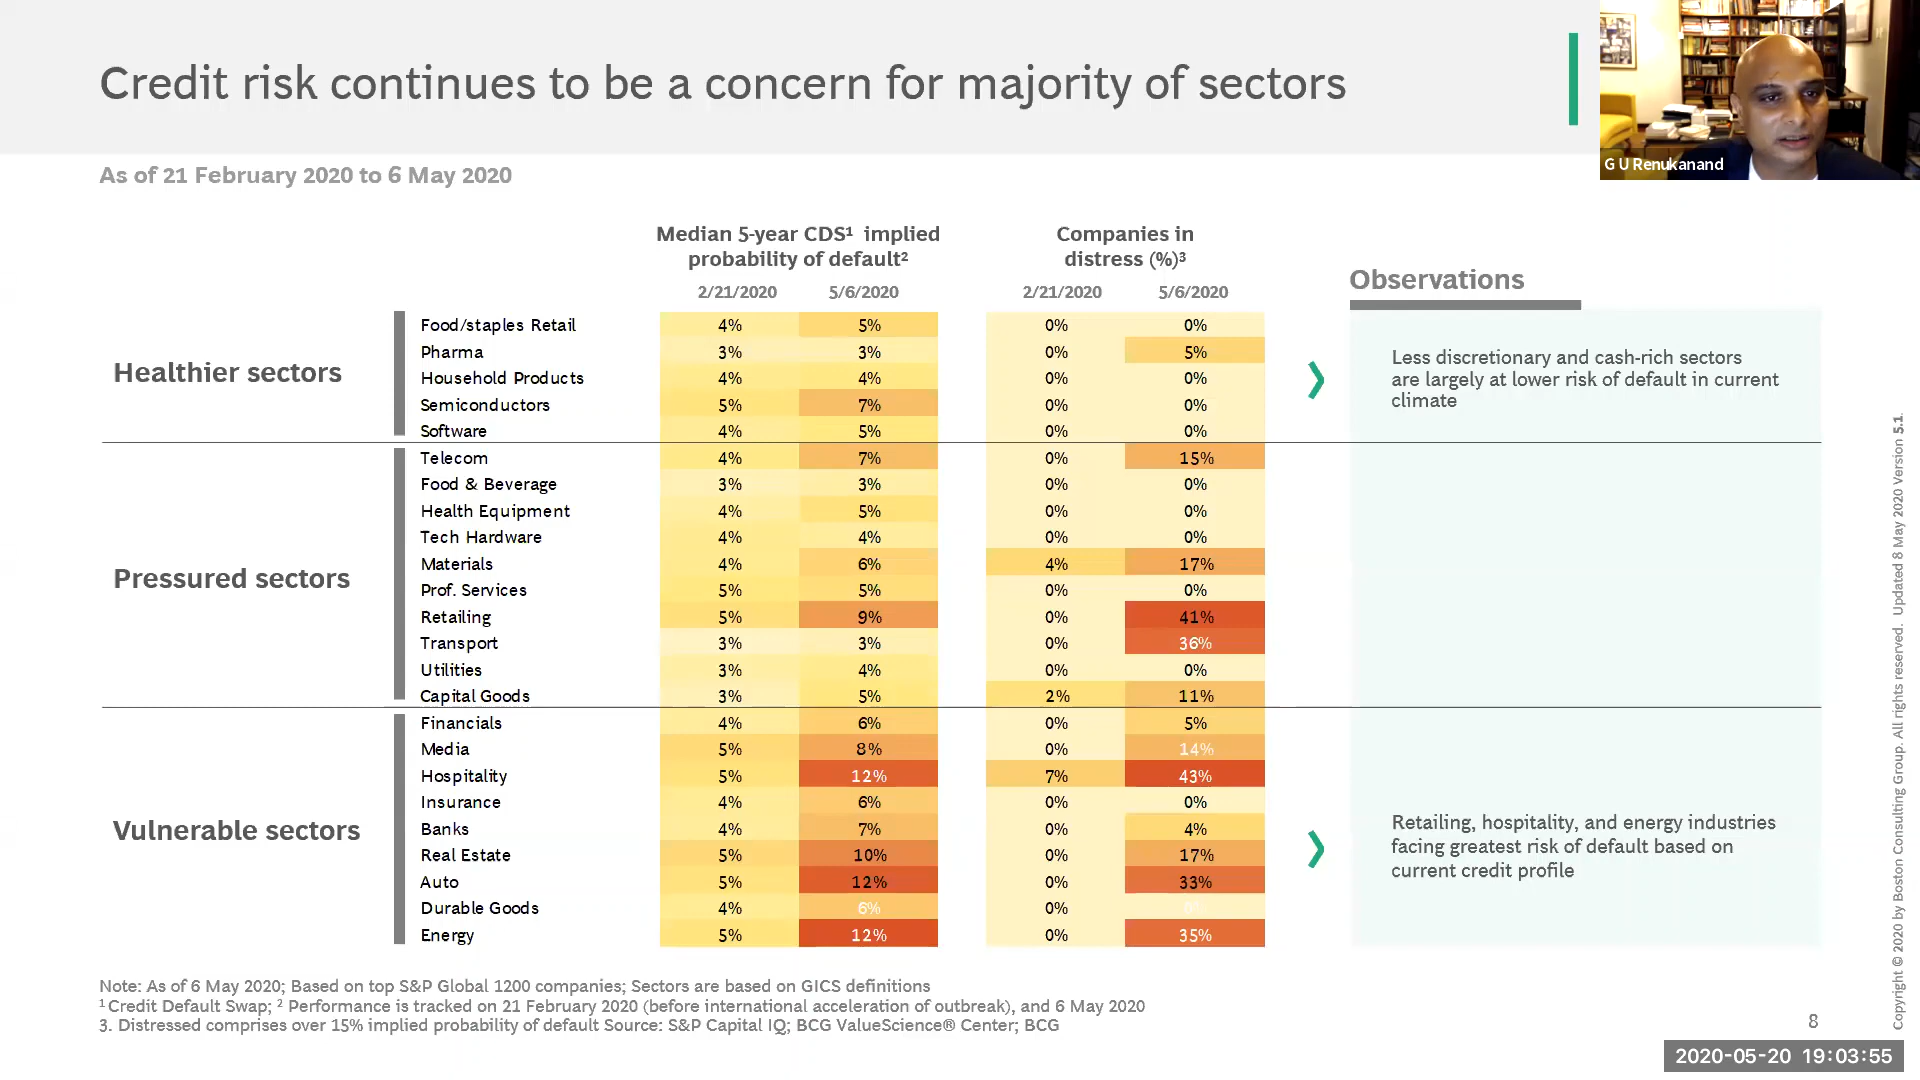 Credit risk continues to be a concern for majority of sectors
G U Renukanand
As of 21 February 2020 to 6 May 2020
Median 5-year CDS¹ implied probability of default²
Companies in distress (%)³
2/21/2020 5/6/2020 2/21/2020 5/6/2020
Observations
Healthier sectors
Food/staples Retail 4% 5% 0% 0%
Pharma 3% 3% 0% 5%
Household Products 4% 4% 0% 0%
Semiconductors 5% 7% 0% 0%
Software 4% 5% 0% 0%
Less discretionary and cash-rich sectors
are largely at lower risk of default in current
climate
Pressured sectors
Telecom 4% 7% 0% 15%
Food & Beverage 3% 3% 0% 0%
Health Equipment 4% 5% 0% 0%
Tech Hardware 4% 4% 0% 0%
Materials 4% 6% 4% 17%
Prof. Services 5% 5% 0% 0%
Retailing 5% 9% 0% 41%
Transport 3% 3% 0% 36%
Utilities 3% 4% 0% 0%
Capital Goods 3% 5% 2% 11%
Vulnerable sectors
Financials 4% 6% 0% 5%
Media 5% 8% 0% 14%
Hospitality 5% 12% 7% 43%
Insurance 4% 6% 0% 0%
Banks 4% 7% 0% 4%
Real Estate 5% 10% 0% 17%
Auto 5% 12% 0% 33%
Durable Goods 4% 6% 0%
Energy 5% 12% 0% 35%
Retailing, hospitality, and energy industries
facing greatest risk of default based on
current credit profile
Note: As of 6 May 2020; Based on top S&P Global 1200 companies; Sectors are based on GICS definitions
¹ Credit Default Swap; ² Performance is tracked on 21 February 2020 (before international acceleration of outbreak), and 6 May 2020
3. Distressed comprises over 15% implied probability of default Source: S&P Capital IQ; BCG ValueScience® Center; BCG
8
Copyright © 2020 by Boston Consulting Group. All rights reserved. Updated 8 May 2020 Version 5.1.
2020-05-20 19:03:55